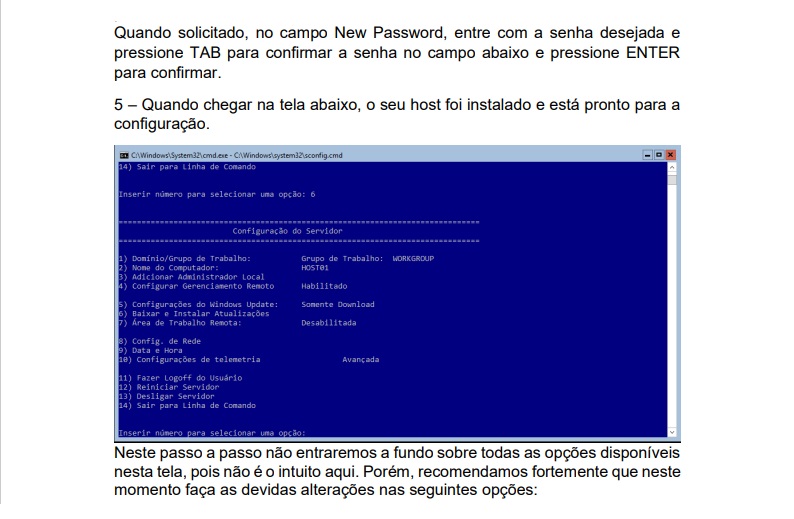 Quando solicitado, no campo New Password, entre com a senha desejada e
pressione TAB para confirmar a senha no campo abaixo e pressione ENTER
para confirmar.
5 – Quando chegar na tela abaixo, o seu host foi instalado e está pronto para a
configuração.
C:\Windows\System32\cmd.exe - C:\Windows\system32\sconfig.cmd
14) Sair para Linha de Comando
Inserir número para selecionar uma opção: 6
===============================================================================
Configuração do Servidor
===============================================================================
1) Domínio/Grupo de Trabalho: Grupo de Trabalho: WORKGROUP
2) Nome do Computador: HOST01
3) Adicionar Administrador Local
4) Configurar Gerenciamento Remoto Habilitado
5) Configurações do Windows Update: Somente Download
6) Baixar e Instalar Atualizações
7) Área de Trabalho Remota: Desabilitada
8) Config. de Rede
9) Data e Hora
10) Configurações de telemetria Avançada
11) Fazer Logoff do Usuário
12) Reiniciar Servidor
13) Desligar Servidor
14) Sair para Linha de Comando
Inserir número para selecionar uma opção:
Neste passo a passo não entraremos a fundo sobre todas as opções disponíveis
nesta tela, pois não é o intuito aqui. Porém, recomendamos fortemente que neste
momento faça as devidas alterações nas seguintes opções: